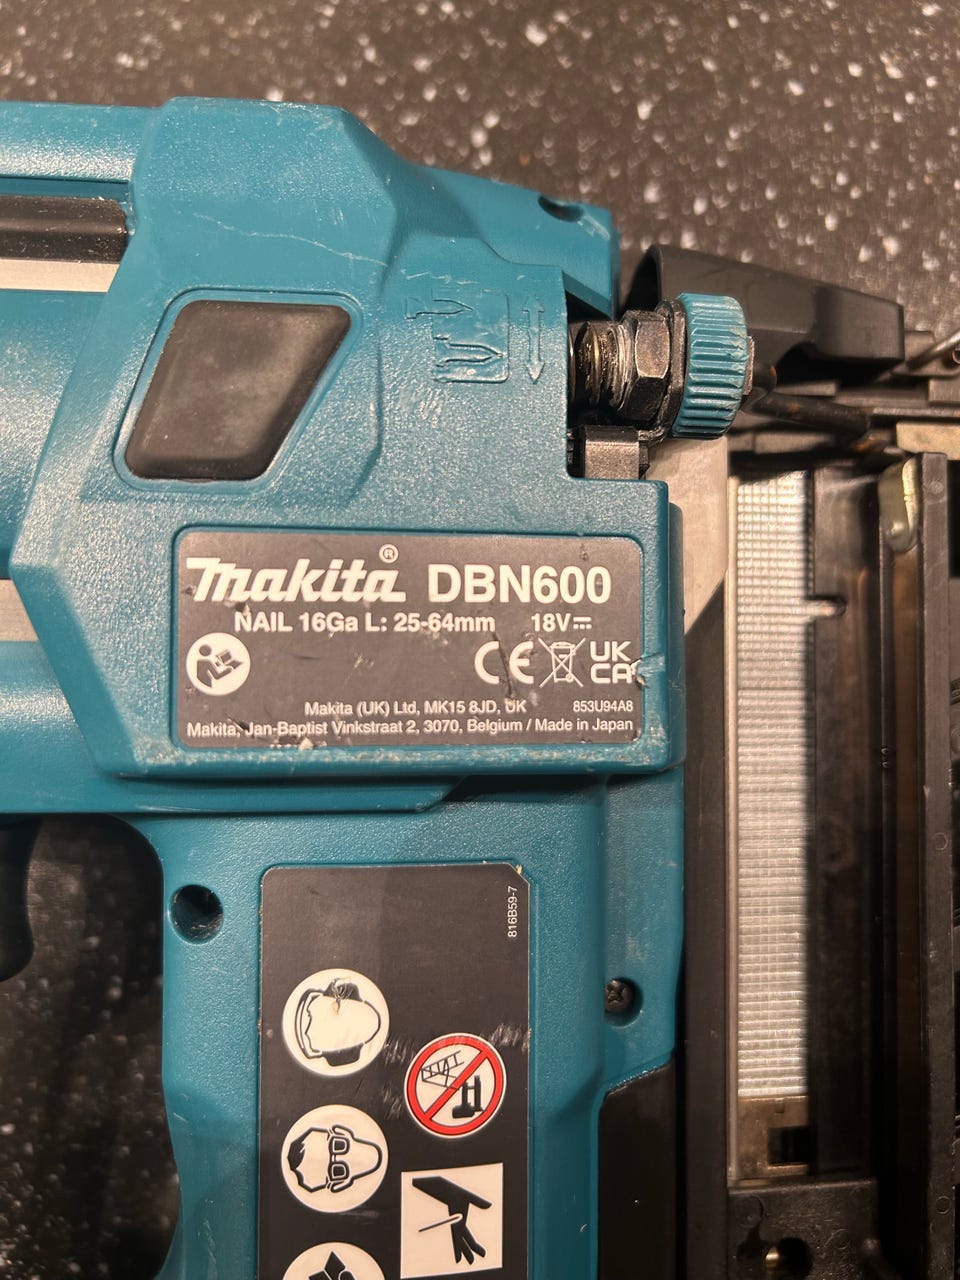 makita® DBN600
NAIL 16Ga L: 25-64mm 18V⎓
CE UK CA
Makita (UK) Ltd, MK15 8JD, UK 853U94A8
Makita, Jan-Baptist Vinkstraat 2, 3070, Belgium / Made in Japan
816B59-7